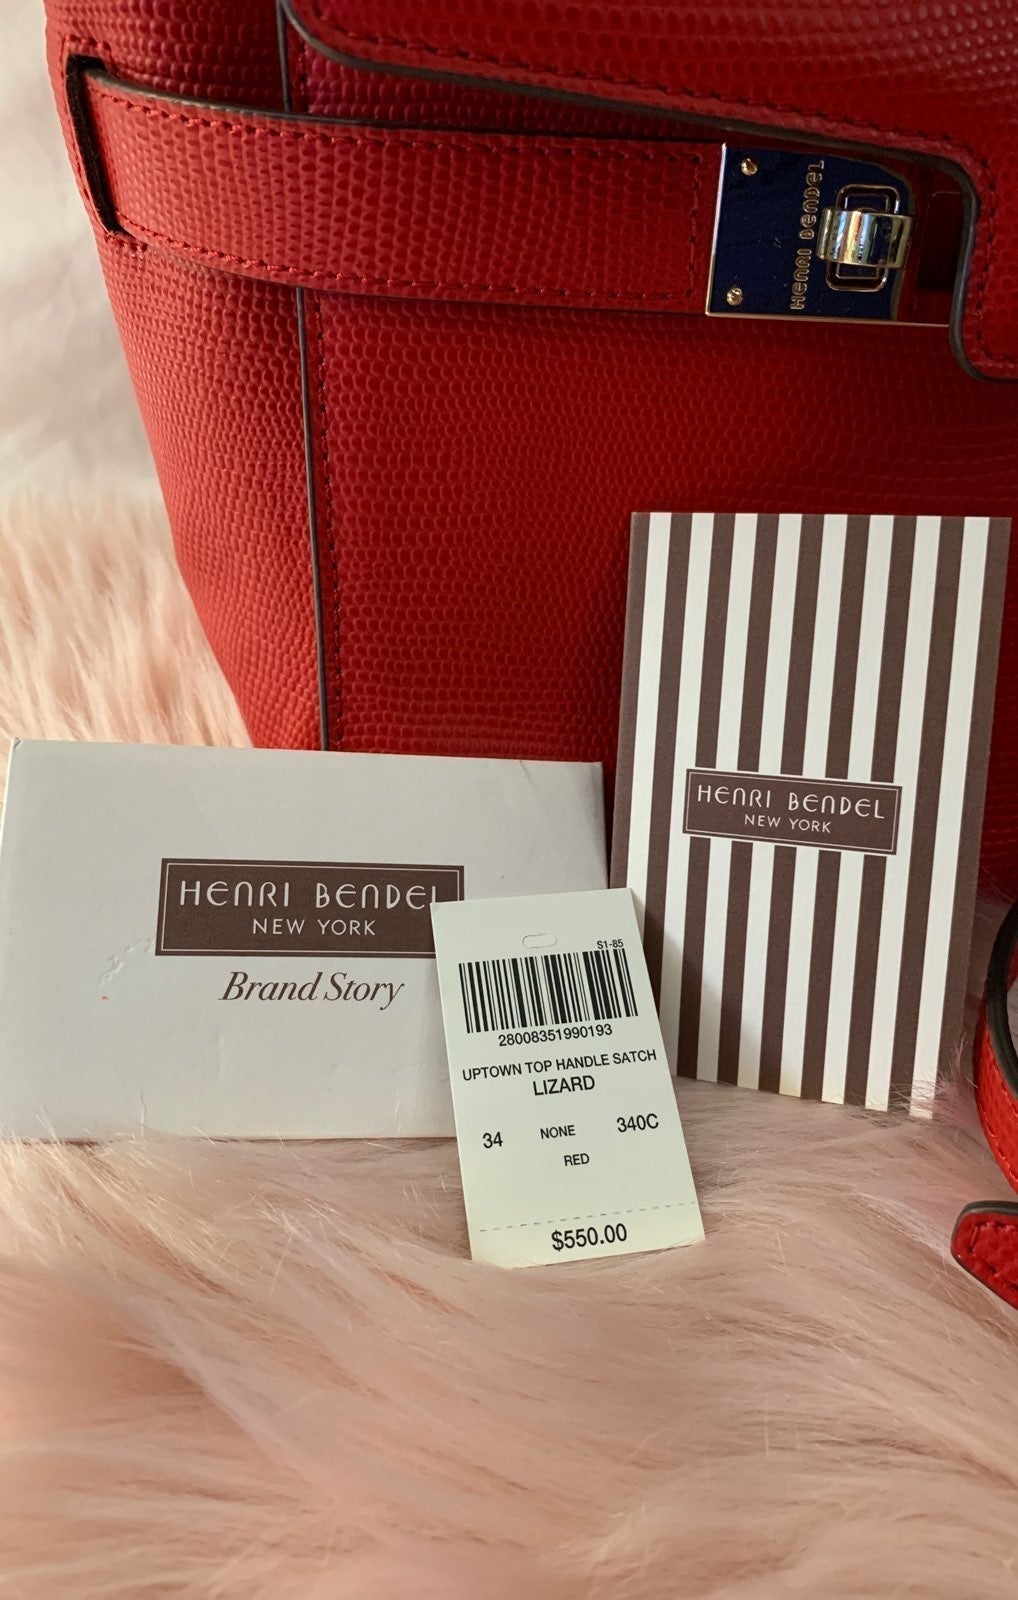 HENRI BENDEL
HENRI BENDEL
NEW YORK
HENRI BENDEL
NEW YORK
Brand Story
S1-85
28008351990193
UPTOWN TOP HANDLE SATCH
LIZARD
34 NONE 340C
RED
$550.00